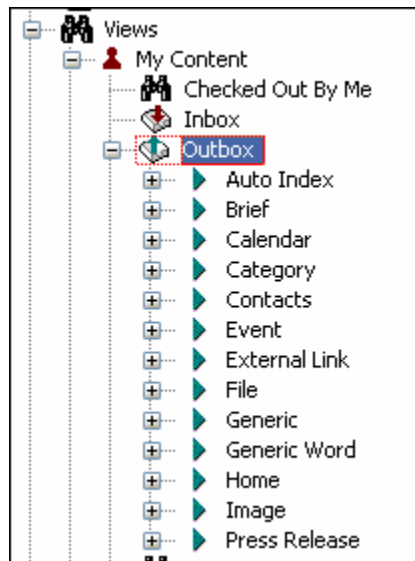 Views
My Content
Checked Out By Me
Inbox
Outbox
Auto Index
Brief
Calendar
Category
Contacts
Event
External Link
File
Generic
Generic Word
Home
Image
Press Release